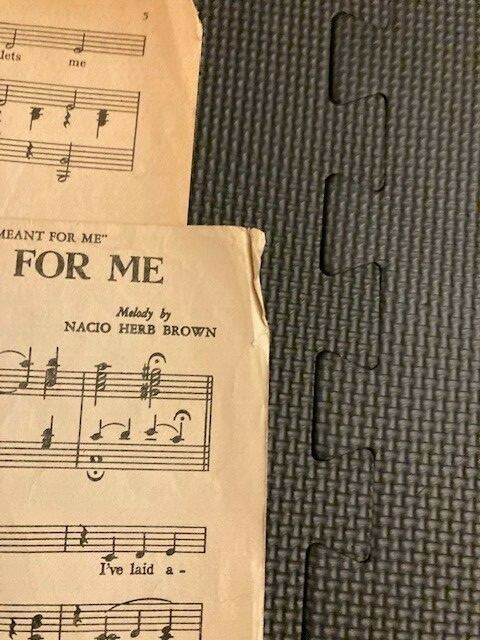 5
lets me
MEANT FOR ME"
FOR ME
Melody by
NACIO HERB BROWN
I've laid a -